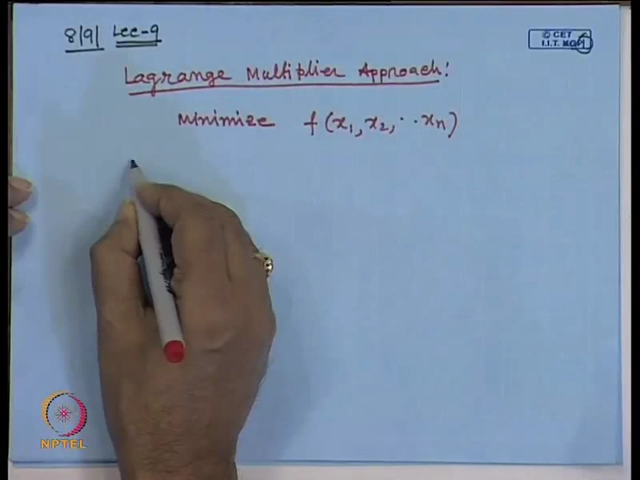 8/9/ Lec-9
© CET
I.I.T. KGP
Lagrange Multiplier Approach:
Minimize f(x₁, x₂, ··xₙ)
NPTEL